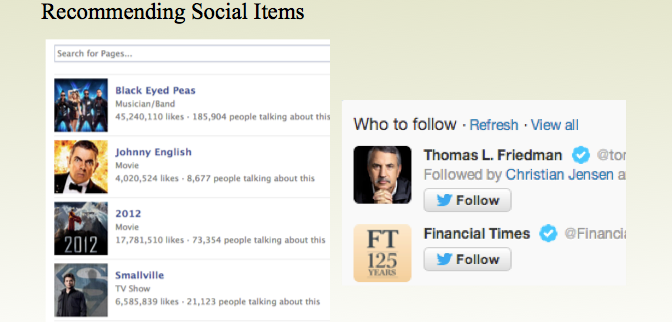 Recommending Social Items
Search for Pages...
Black Eyed Peas
Musician/Band
45,240,110 likes · 185,904 people talking about this
Johnny English
Movie
4,020,524 likes · 8,677 people talking about this
2012
2012
Movie
17,781,510 likes · 73,354 people talking about this
Smallville
TV Show
6,585,839 likes · 21,123 people talking about this
Who to follow · Refresh · View all
Thomas L. Friedman @to
Followed by Christian Jensen a
Follow
FT
125
YEARS
Financial Times @Financi
Follow